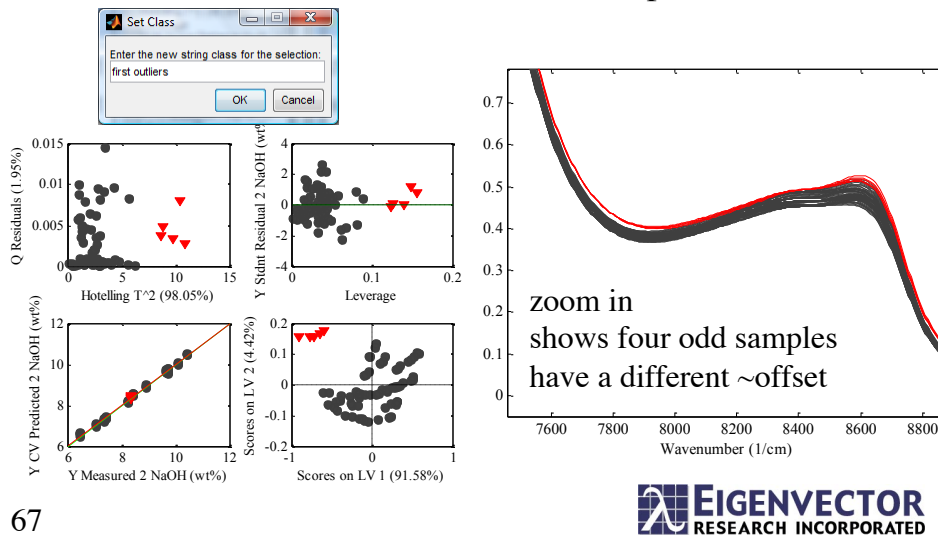 Set Class
Enter the new string class for the selection:
first outliers
OK Cancel
0.015
0.01
0.005
0
0 5 10 15
Q Residuals (1.95%)
Hotelling T^2 (98.05%)
4
2
0
-2
-4
0 0.1 0.2
Y Stdnt Residual 2 NaOH (wt%
Leverage
12
10
8
6
6 8 10 12
Y CV Predicted 2 NaOH (wt%)
Y Measured 2 NaOH (wt%)
0.2
0.1
0
-0.1
-0.2
-1 0 1
Scores on LV 2 (4.42%)
Scores on LV 1 (91.58%)
0.7
0.6
0.5
0.4
0.3
0.2
0.1
0
7600 7800 8000 8200 8400 8600 8800
Wavenumber (1/cm)
zoom in
shows four odd samples
have a different ~offset
67
λ EIGENVECTOR
RESEARCH INCORPORATED